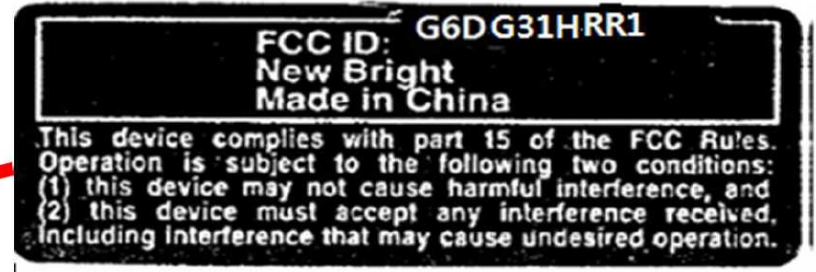 FCC ID: G6DG31HRR1
New Bright
Made in China
This device complies with part 15 of the FCC Rules.
Operation is subject to the following two conditions:
(1) this device may not cause harmful interference, and
(2) this device must accept any interference received,
including interference that may cause undesired operation.